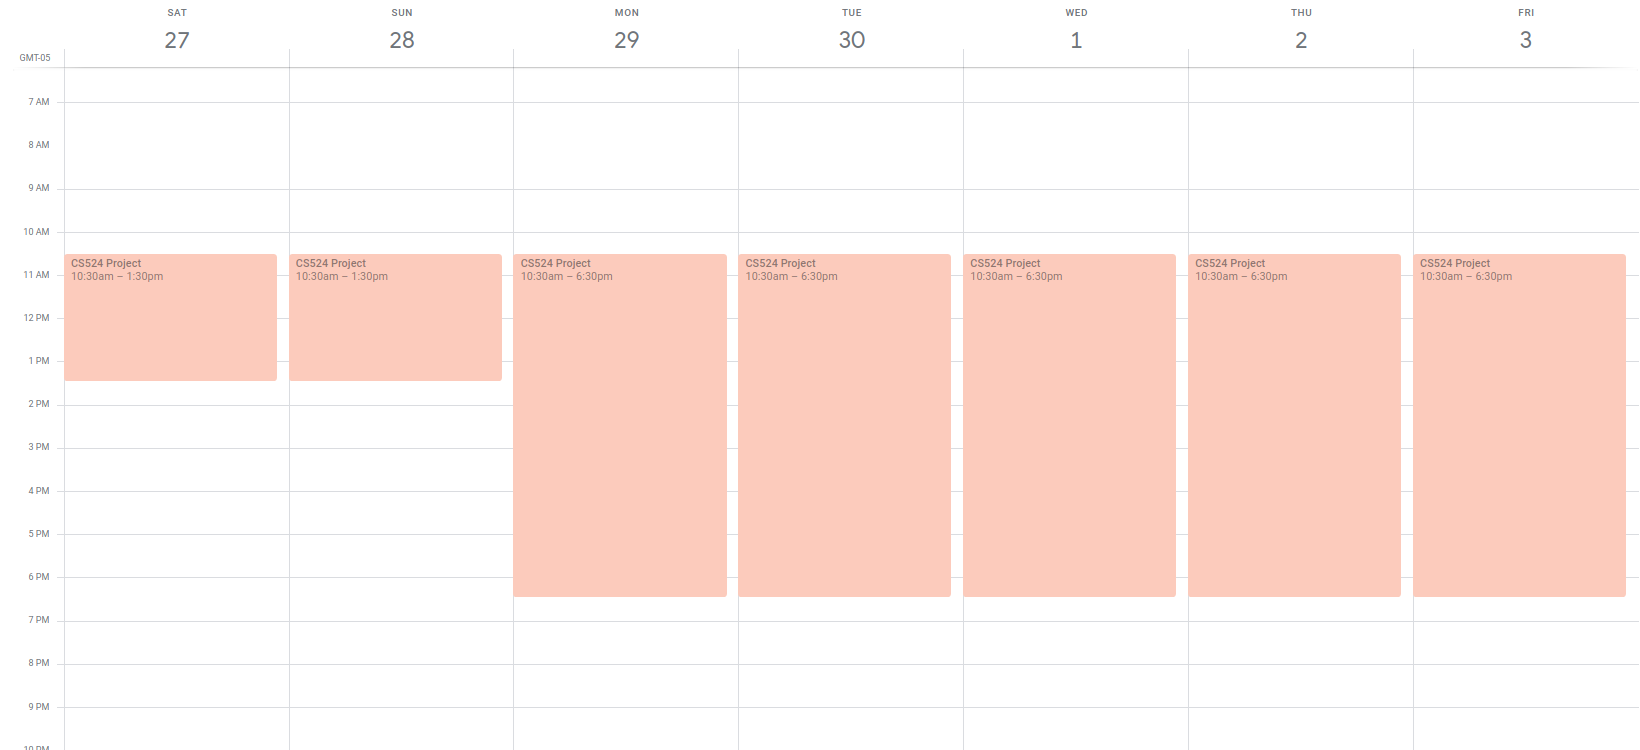 SAT
SUN
MON
TUE
WED
THU
FRI
27
28
29
30
1
2
3
GMT-05
7 AM
8 AM
9 AM
10 AM
11 AM
12 PM
1 PM
2 PM
3 PM
4 PM
5 PM
6 PM
7 PM
8 PM
9 PM
10 PM
CS524 Project
10:30am – 1:30pm
CS524 Project
10:30am – 1:30pm
CS524 Project
10:30am – 6:30pm
CS524 Project
10:30am – 6:30pm
CS524 Project
10:30am – 6:30pm
CS524 Project
10:30am – 6:30pm
CS524 Project
10:30am – 6:30pm